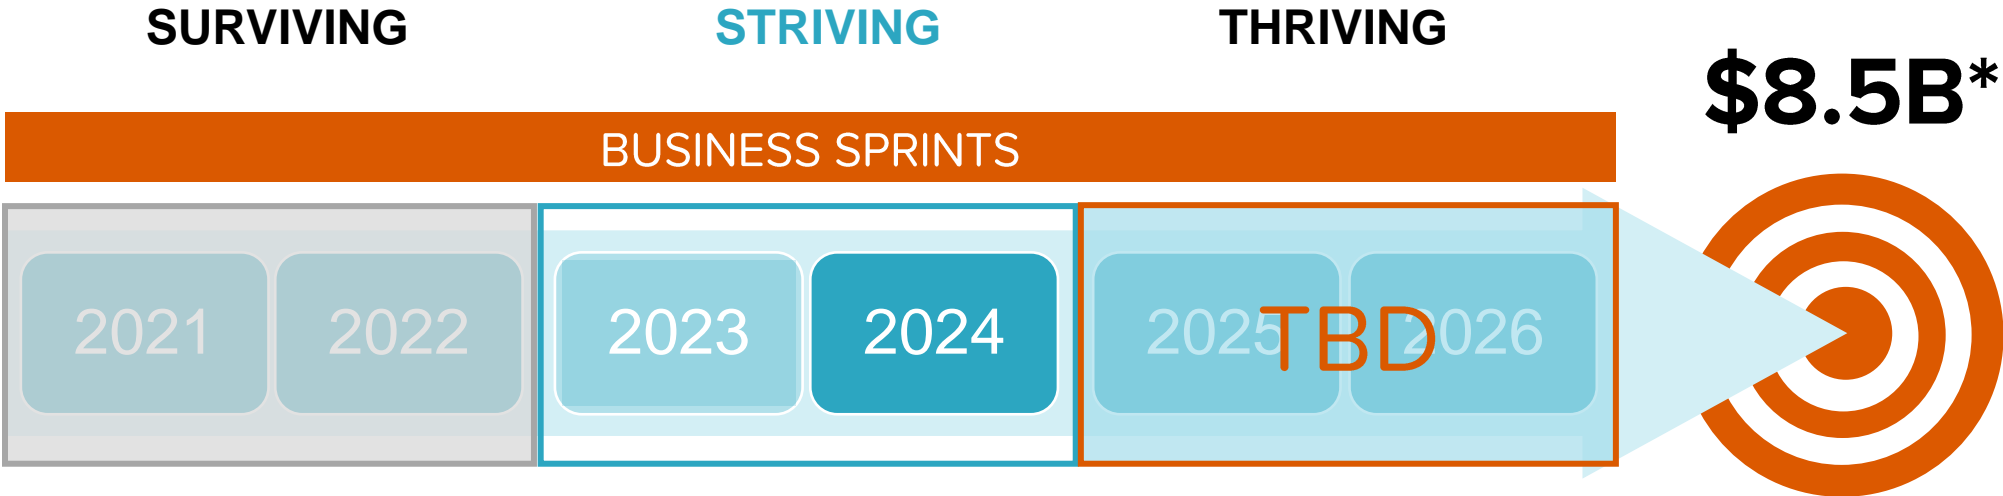 SURVIVING
STRIVING
THRIVING
$8.5B*
BUSINESS SPRINTS
2021
2022
2023
2024
2025
2026
TBD